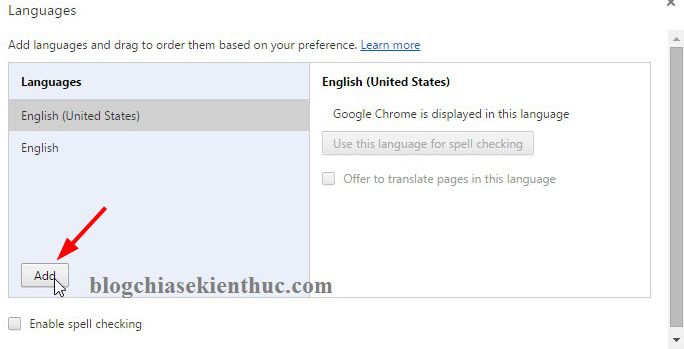 Languages
Add languages and drag to order them based on your preference. Learn more
Languages
English (United States)
English
Add
English (United States)
Google Chrome is displayed in this language
Use this language for spell checking
Offer to translate pages in this language
blogchiasekienthuc.com
Enable spell checking